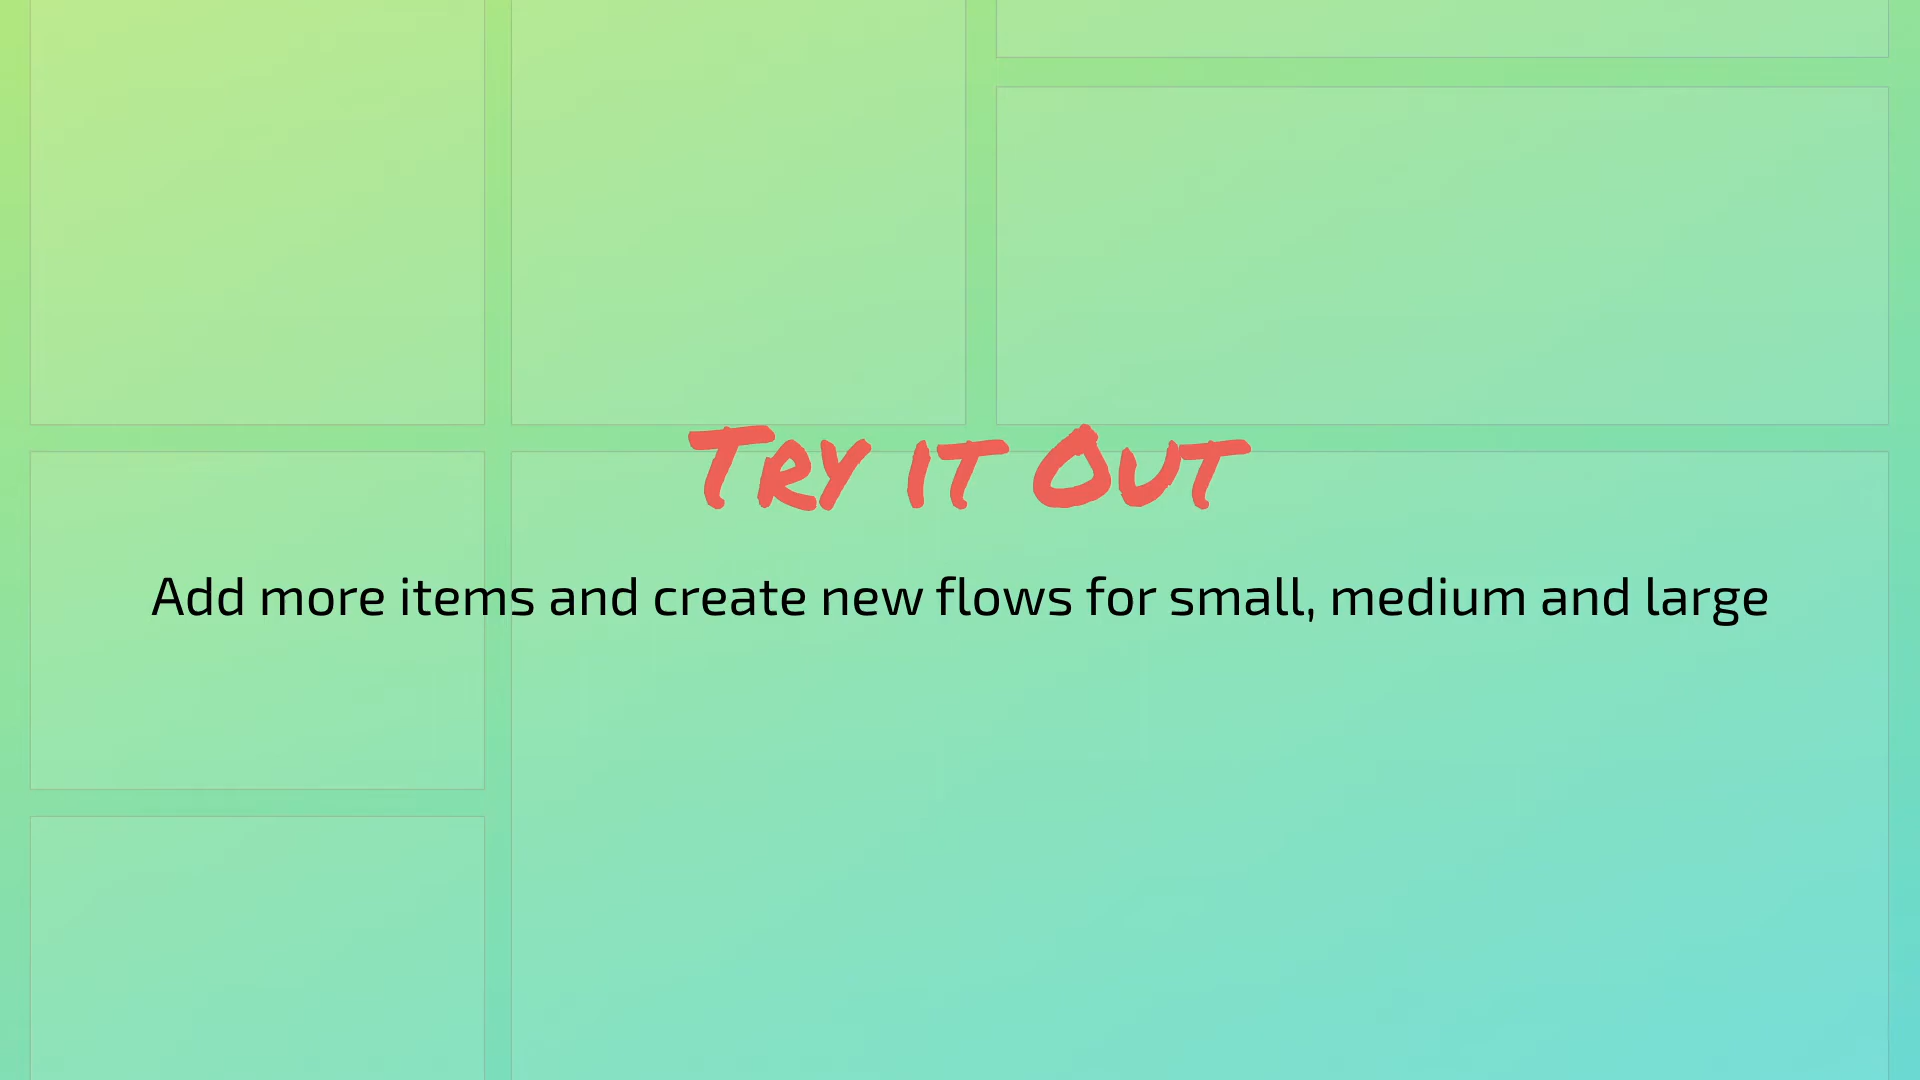 Try it Out
Add more items and create new flows for small, medium and large